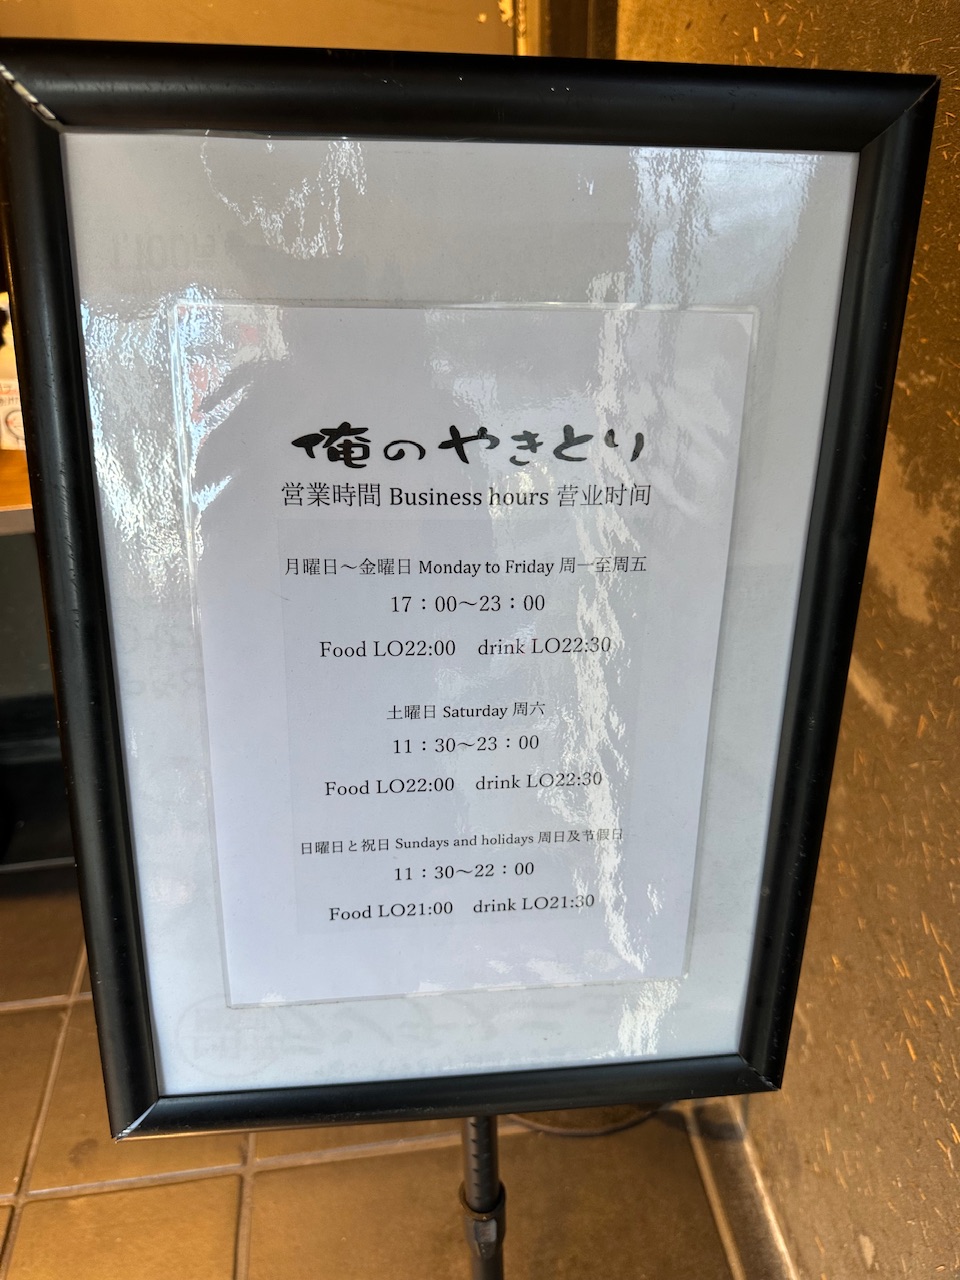 俺のやきとり
営業時間 Business hours 营业时间
月曜日～金曜日 Monday to Friday 周一至周五
17：00～23：00
Food LO22:00 drink LO22:30
土曜日 Saturday 周六
11：30～23：00
Food LO22:00 drink LO22:30
日曜日と祝日 Sundays and holidays 周日及节假日
11：30～22：00
Food LO21:00 drink LO21:30